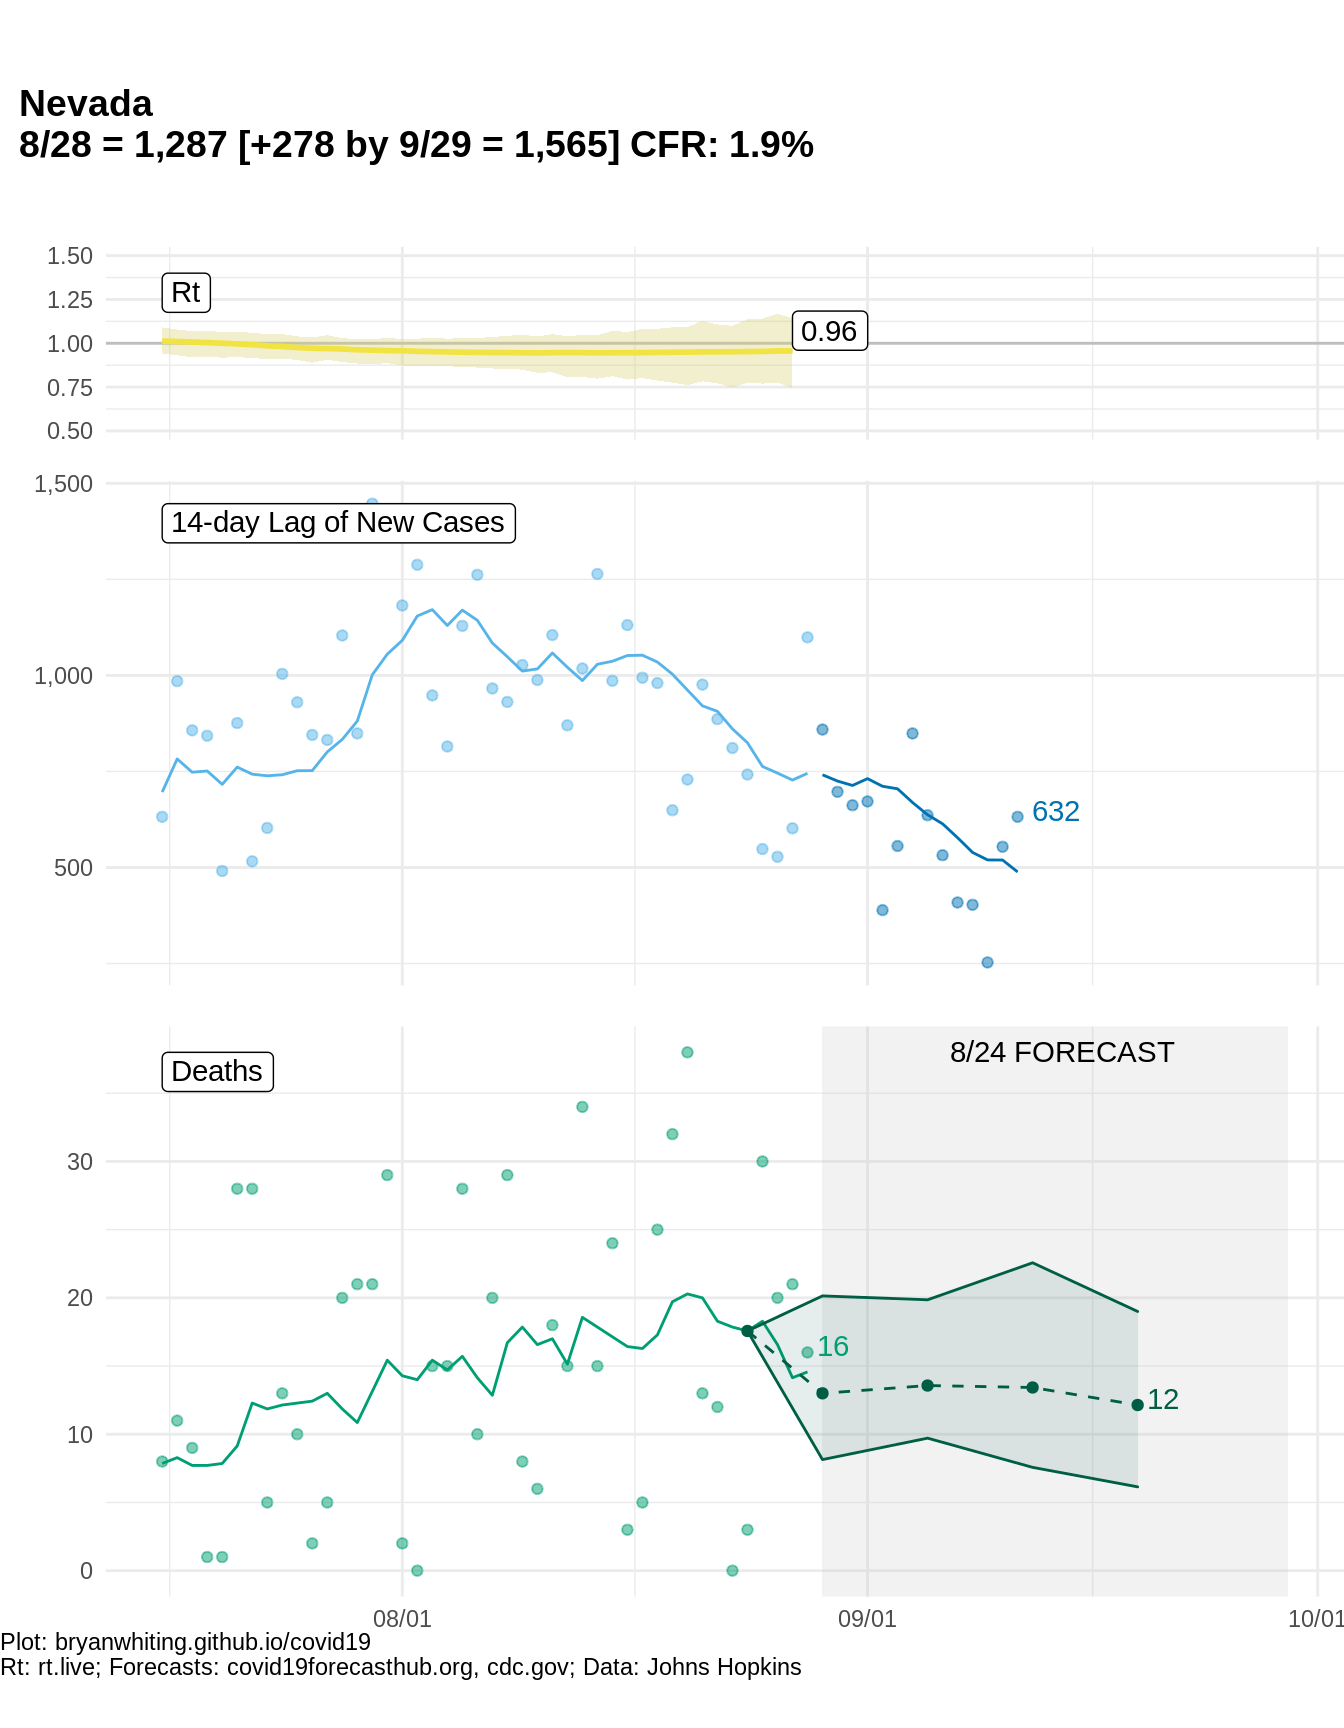 Nevada
8/28 = 1,287 [+278 by 9/29 = 1,565] CFR: 1.9%
1.50
1.25
1.00
0.75
0.50
Rt
0.96
1,500
1,000
500
14-day Lag of New Cases
632
30
20
10
0
Deaths
8/24 FORECAST
16
12
08/01
09/01
10/01
Plot: bryanwhiting.github.io/covid19
Rt: rt.live; Forecasts: covid19forecasthub.org, cdc.gov; Data: Johns Hopkins